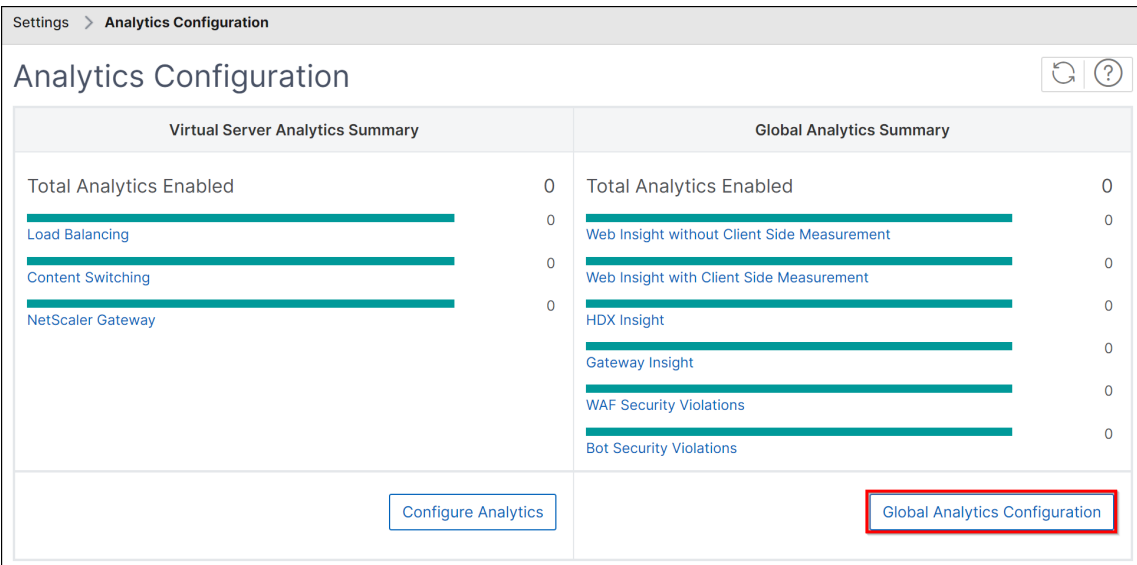 Settings > Analytics Configuration
Analytics Configuration
?
Virtual Server Analytics Summary
Total Analytics Enabled 0
0
Load Balancing
0
Content Switching
0
NetScaler Gateway
Configure Analytics
Global Analytics Summary
Total Analytics Enabled 0
0
Web Insight without Client Side Measurement
0
Web Insight with Client Side Measurement
0
HDX Insight
0
Gateway Insight
0
WAF Security Violations
0
Bot Security Violations
Global Analytics Configuration